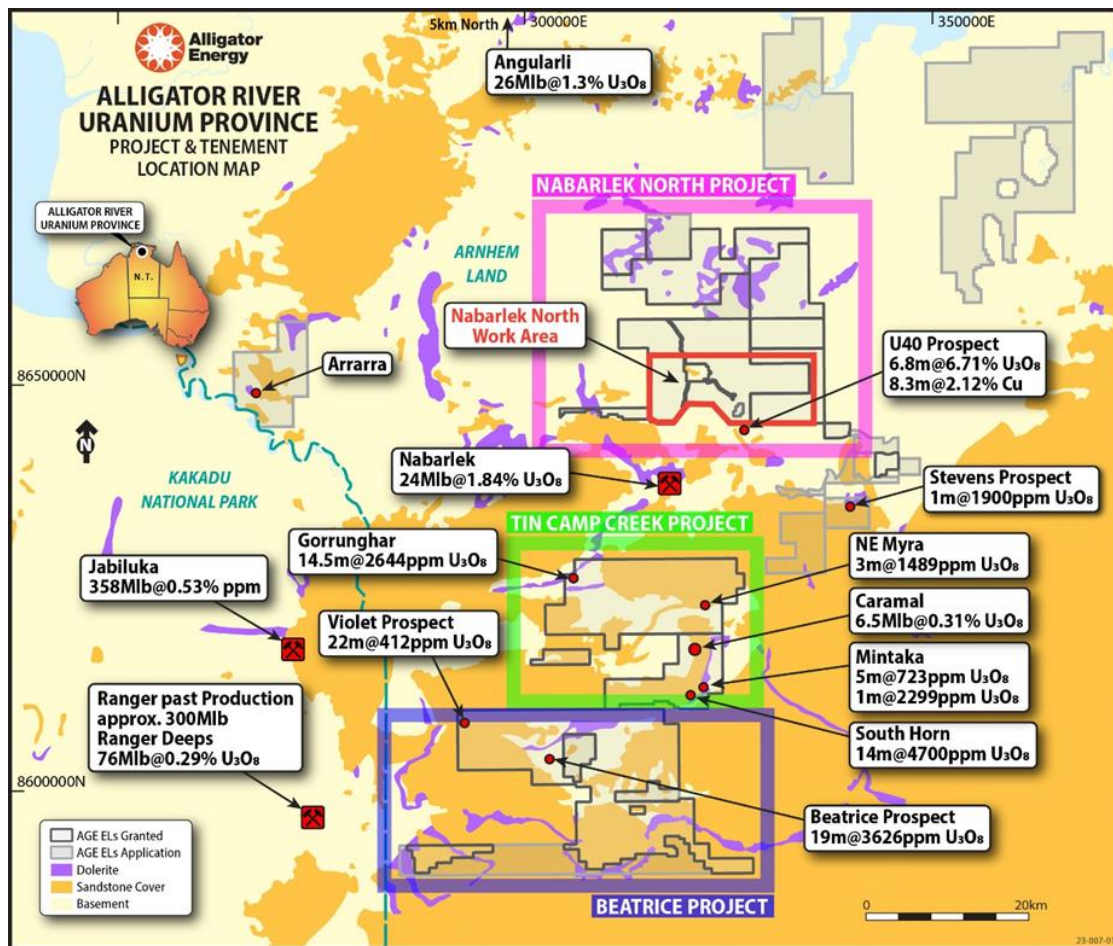 5km North
300000E
350000E
Alligator
Energy
ALLIGATOR RIVER
URANIUM PROVINCE
PROJECT & TENEMENT
LOCATION MAP
Angularli
26Mlb@1.3% U₃O₈
ALLIGATOR RIVER
URANIUM PROVINCE
N.T.
NABARLEK NORTH PROJECT
ARNHEM
LAND
Nabarlek North
Work Area
U40 Prospect
6.8m@6.71% U₃O₈
8.3m@2.12% Cu
Arrarra
8650000N
N
KAKADU
NATIONAL PARK
Nabarlek
24Mlb@1.84% U₃O₈
Stevens Prospect
1m@1900ppm U₃O₈
TIN CAMP CREEK PROJECT
Gorrunghar
14.5m@2644ppm U₃O₈
NE Myra
3m@1489ppm U₃O₈
Jabiluka
358Mlb@0.53% ppm
Caramal
6.5Mlb@0.31% U₃O₈
Violet Prospect
22m@412ppm U₃O₈
Mintaka
5m@723ppm U₃O₈
1m@2299ppm U₃O₈
Ranger past Production
approx. 300Mlb
Ranger Deeps
76Mlb@0.29% U₃O₈
South Horn
14m@4700ppm U₃O₈
8600000N
Beatrice Prospect
19m@3626ppm U₃O₈
AGE ELs Granted
AGE ELs Application
Dolerite
Sandstone Cover
Basement
BEATRICE PROJECT
0
20km